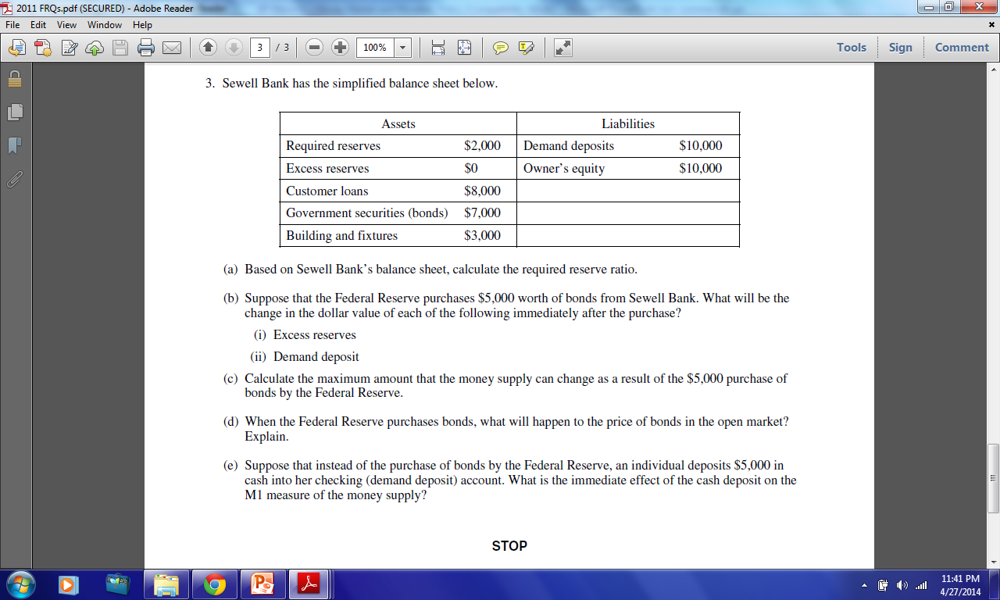 2011 FRQs.pdf (SECURED) - Adobe Reader
File Edit View Window Help
3 / 3 100% Tools Sign Comment
3. Sewell Bank has the simplified balance sheet below.
Assets Liabilities
Required reserves $2,000 Demand deposits $10,000
Excess reserves $0 Owner's equity $10,000
Customer loans $8,000
Government securities (bonds) $7,000
Building and fixtures $3,000
(a) Based on Sewell Bank's balance sheet, calculate the required reserve ratio.
(b) Suppose that the Federal Reserve purchases $5,000 worth of bonds from Sewell Bank. What will be the
change in the dollar value of each of the following immediately after the purchase?
(i) Excess reserves
(ii) Demand deposit
(c) Calculate the maximum amount that the money supply can change as a result of the $5,000 purchase of
bonds by the Federal Reserve.
(d) When the Federal Reserve purchases bonds, what will happen to the price of bonds in the open market?
Explain.
(e) Suppose that instead of the purchase of bonds by the Federal Reserve, an individual deposits $5,000 in
cash into her checking (demand deposit) account. What is the immediate effect of the cash deposit on the
M1 measure of the money supply?
STOP
11:41 PM
4/27/2014